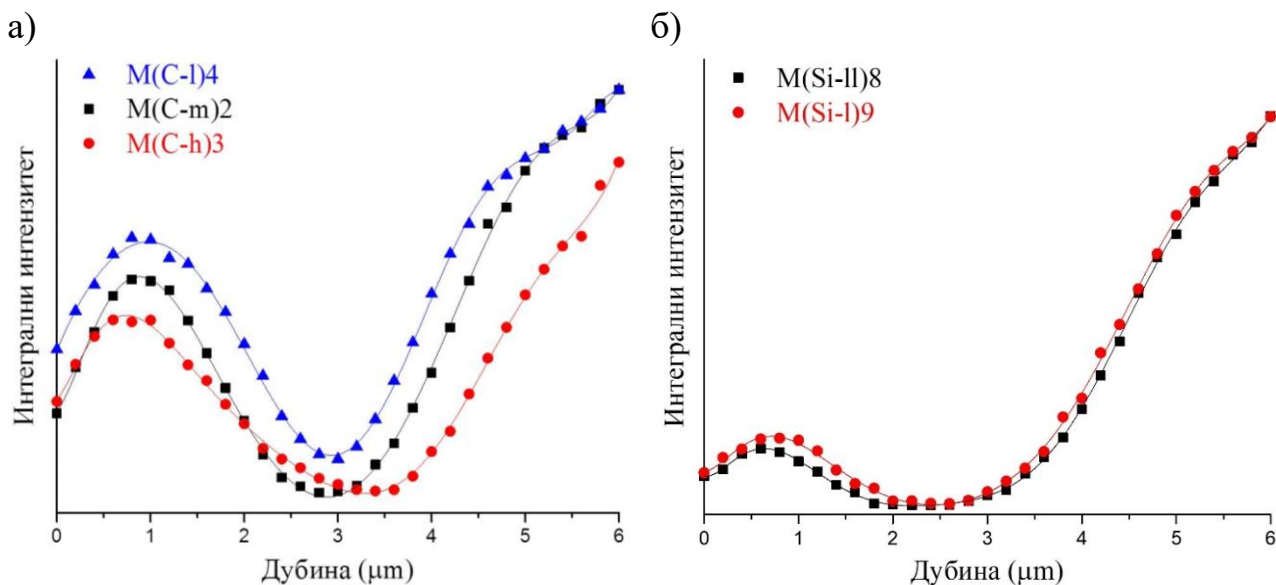 а)
M(C-l)4
M(C-m)2
M(C-h)3
Интегрални интензитет
0 1 2 3 4 5 6
Дубина (μm)
б)
M(Si-ll)8
M(Si-l)9
Интегрални интензитет
0 1 2 3 4 5 6
Дубина (μm)